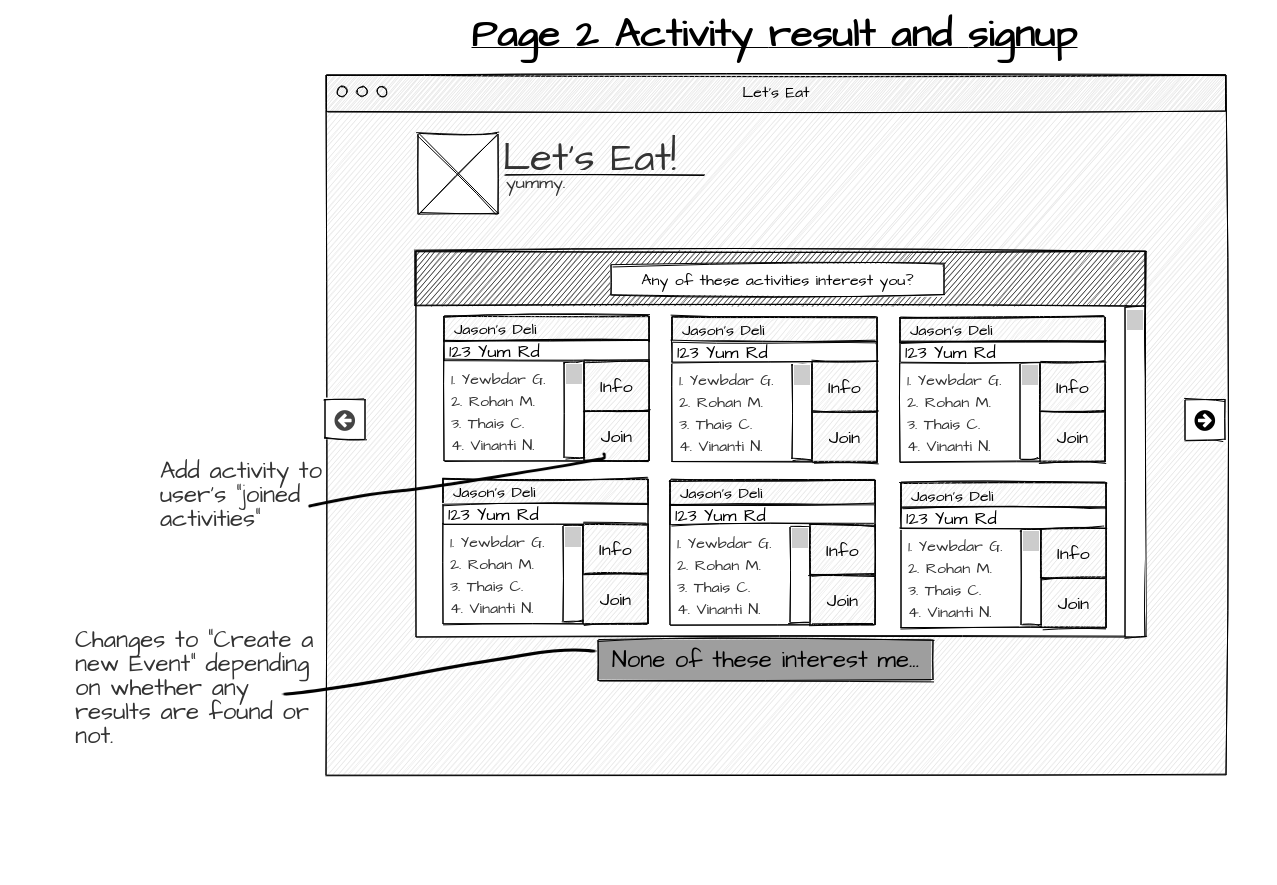 Page 2 Activity result and signup
Let's Eat
Let's Eat!
yummy.
Any of these activities interest you?
Jason's Deli
123 Yum Rd
1. Yewbdar G.
2. Rohan M.
3. Thais C.
4. Vinanti N.
Info
Join
Jason's Deli
123 Yum Rd
1. Yewbdar G.
2. Rohan M.
3. Thais C.
4. Vinanti N.
Info
Join
Jason's Deli
123 Yum Rd
1. Yewbdar G.
2. Rohan M.
3. Thais C.
4. Vinanti N.
Info
Join
Add activity to
user's "joined
activities"
Jason's Deli
123 Yum Rd
1. Yewbdar G.
2. Rohan M.
3. Thais C.
4. Vinanti N.
Info
Join
Jason's Deli
123 Yum Rd
1. Yewbdar G.
2. Rohan M.
3. Thais C.
4. Vinanti N.
Info
Join
Jason's Deli
123 Yum Rd
1. Yewbdar G.
2. Rohan M.
3. Thais C.
4. Vinanti N.
Info
Join
Changes to "Create a
new Event" depending
on whether any
results are found or
not.
None of these interest me...